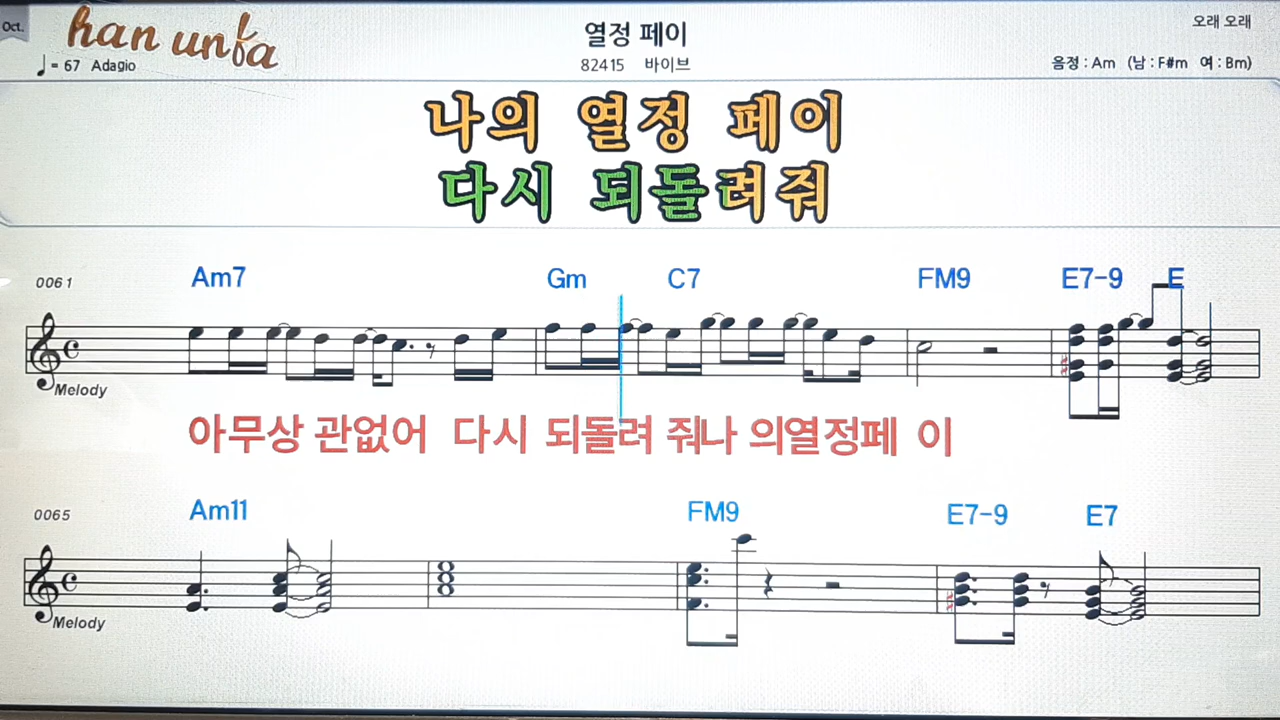 Oct.
han unfa
♩= 67 Adagio
열정 페이
82415 바이브
오래 오래
음정 : Am (남 : F#m 여 : Bm)
나의 열정 페이
다시 되돌려줘
0061
Am7 Gm C7 FM9 E7-9 E
Melody
아무상 관없어 다시 되돌려 줘나 의열정페 이
0065
Am11 FM9 E7-9 E7
Melody